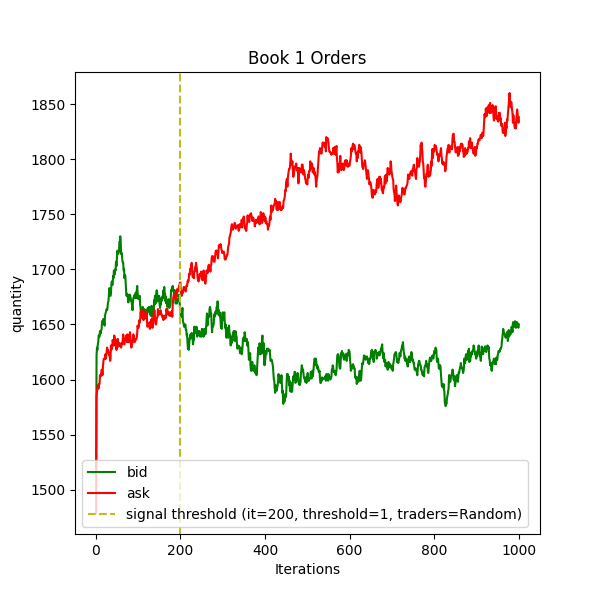 Book 1 Orders
quantity
1850
1800
1750
1700
1650
1600
1550
1500
bid
ask
signal threshold (it=200, threshold=1, traders=Random)
0 200 400 600 800 1000
Iterations